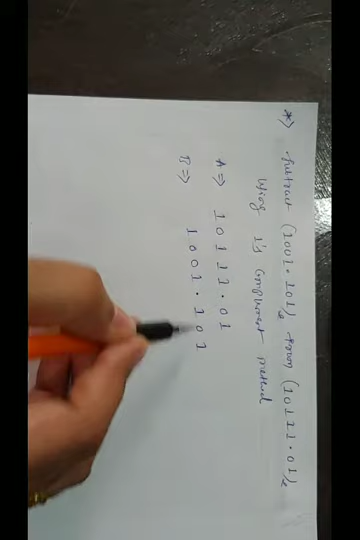 *) Subtract (1001.101)₂ from (10111.01)₂
using 1's complement method
A ⇒ 10111.01
B ⇒ 1001.101